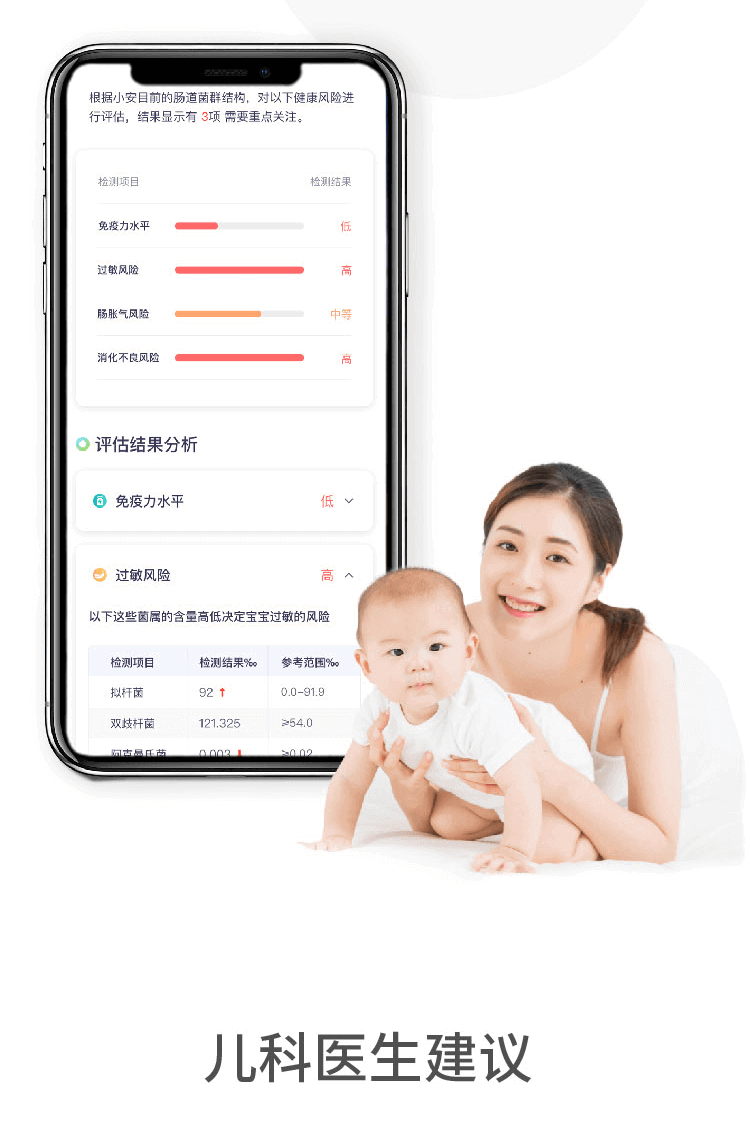 根据小安目前的肠道菌群结构，对以下健康风险进
行评估，结果显示有 3项 需要重点关注。
检测项目 检测结果
免疫力水平 低
过敏风险 高
肠胀气风险 中等
消化不良风险 高
评估结果分析
免疫力水平 低
过敏风险 高
以下这些菌属的含量高低决定宝宝过敏的风险
检测项目 检测结果‰ 参考范围‰
拟杆菌 92 ↑ 0.0-91.9
双歧杆菌 121.325 ≥54.0
阿克曼氏菌 0.003 ↓ ≥0.02
儿科医生建议